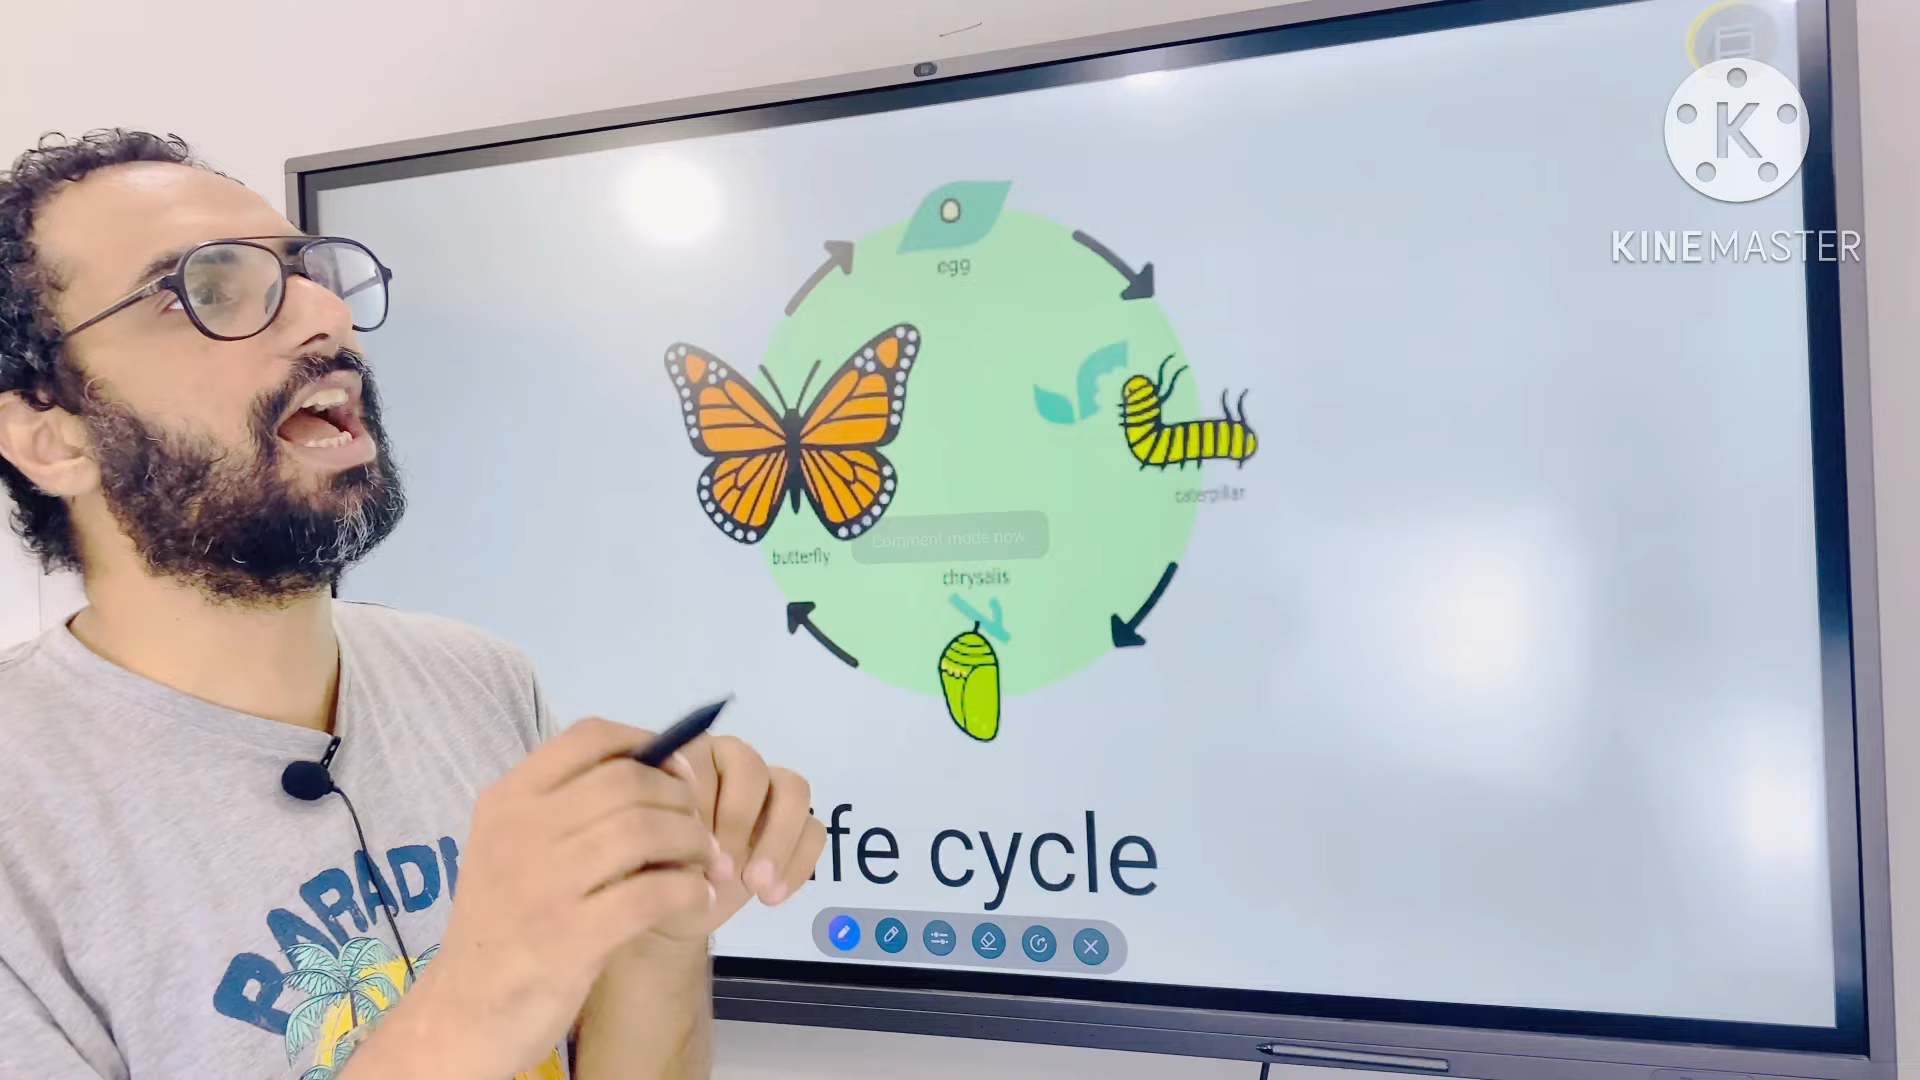 K
KINEMASTER
egg
caterpillar
butterfly
Comment mode now
chrysalis
ife cycle
PARADI